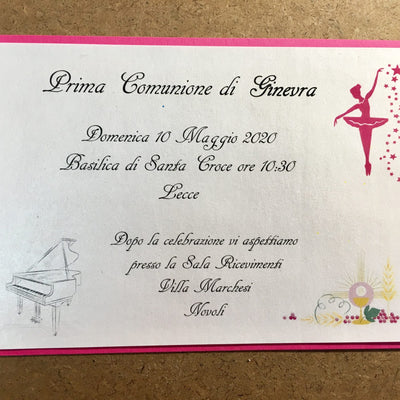 Prima Comunione di Ginevra
Domenica 10 Maggio 2020
Basilica di Santa Croce ore 10:30
Lecce
Dopo la celebrazione vi aspettiamo
presso la Sala Ricevimenti
Villa Marchesi
Novoli